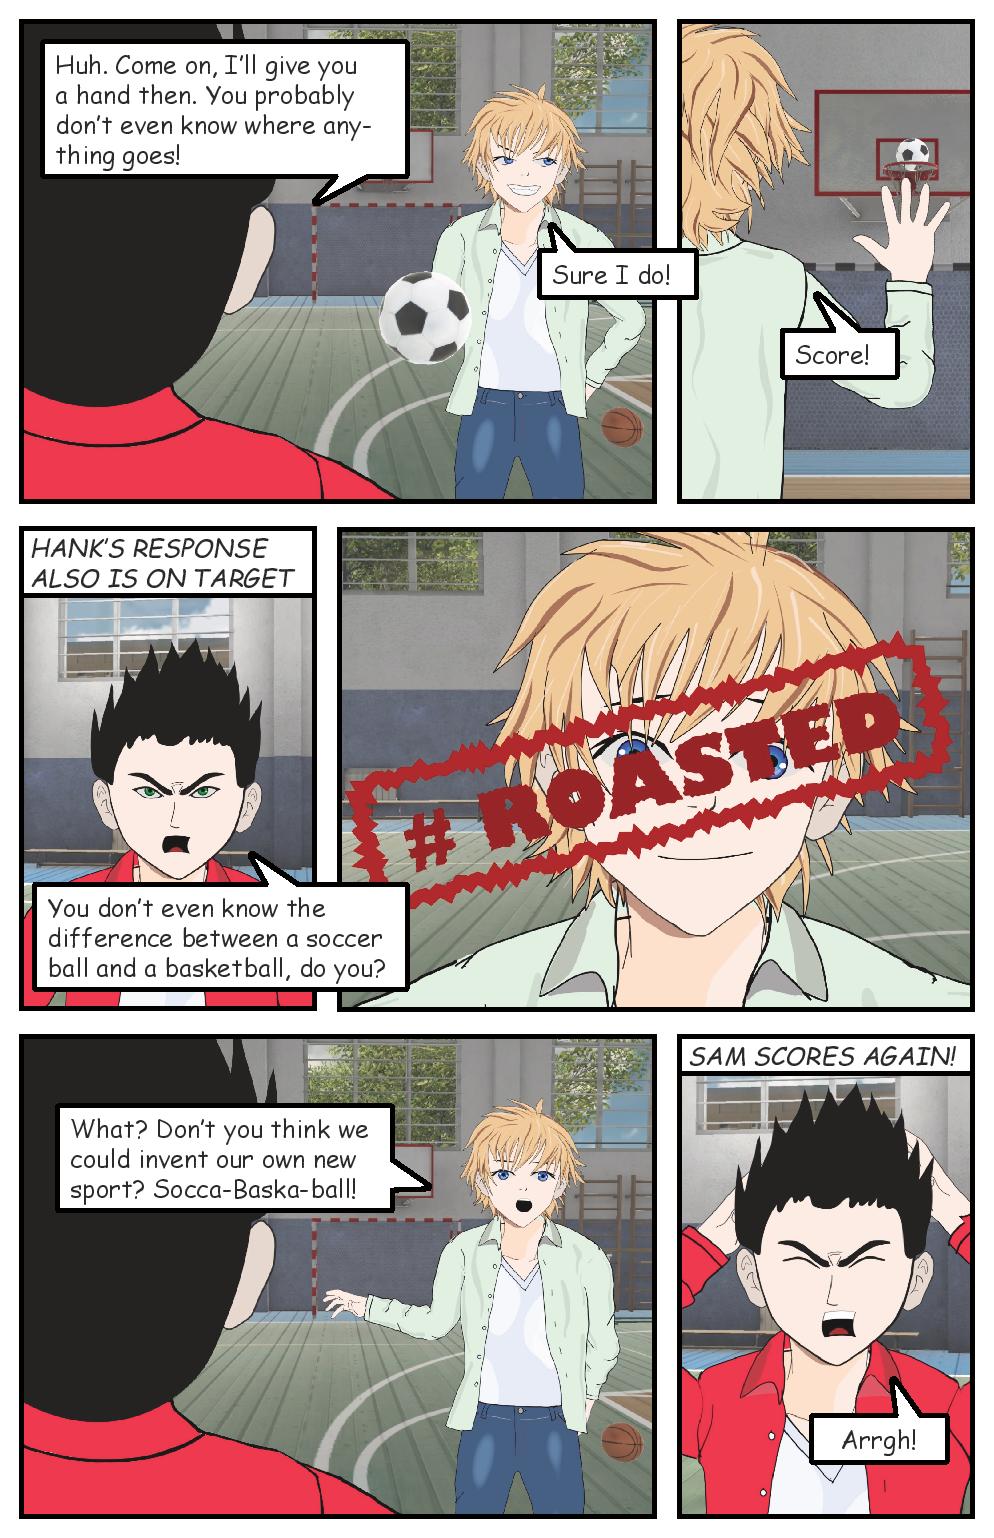 Huh. Come on, I'll give you
a hand then. You probably
don't even know where any-
thing goes!
Sure I do!
Score!
HANK'S RESPONSE
ALSO IS ON TARGET
You don't even know the
difference between a soccer
ball and a basketball, do you?
# ROASTED
What? Don't you think we
could invent our own new
sport? Socca-Baska-ball!
SAM SCORES AGAIN!
Arrgh!